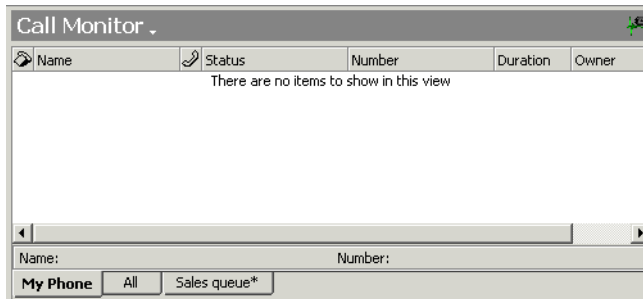 Call Monitor
Name Status Number Duration Owner
There are no items to show in this view
Name: Number:
My Phone All Sales queue*